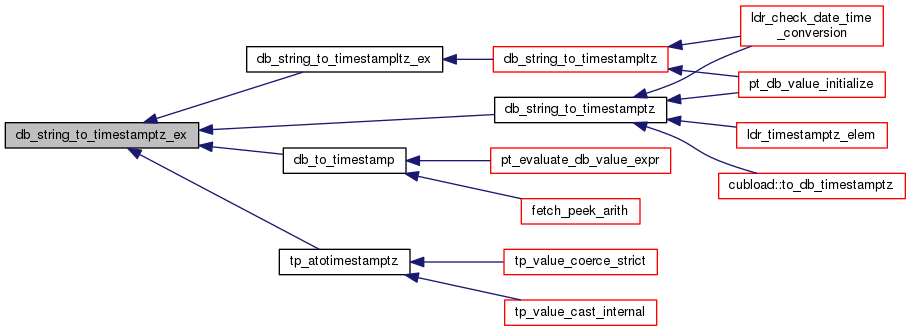 ldr_check_date_time
_conversion
db_string_to_timestampltz_ex
db_string_to_timestampltz
pt_db_value_initialize
db_string_to_timestamptz
db_string_to_timestamptz_ex
ldr_timestamptz_elem
db_to_timestamp
pt_evaluate_db_value_expr
cubload::to_db_timestamptz
fetch_peek_arith
tp_atotimestamptz
tp_value_coerce_strict
tp_value_cast_internal